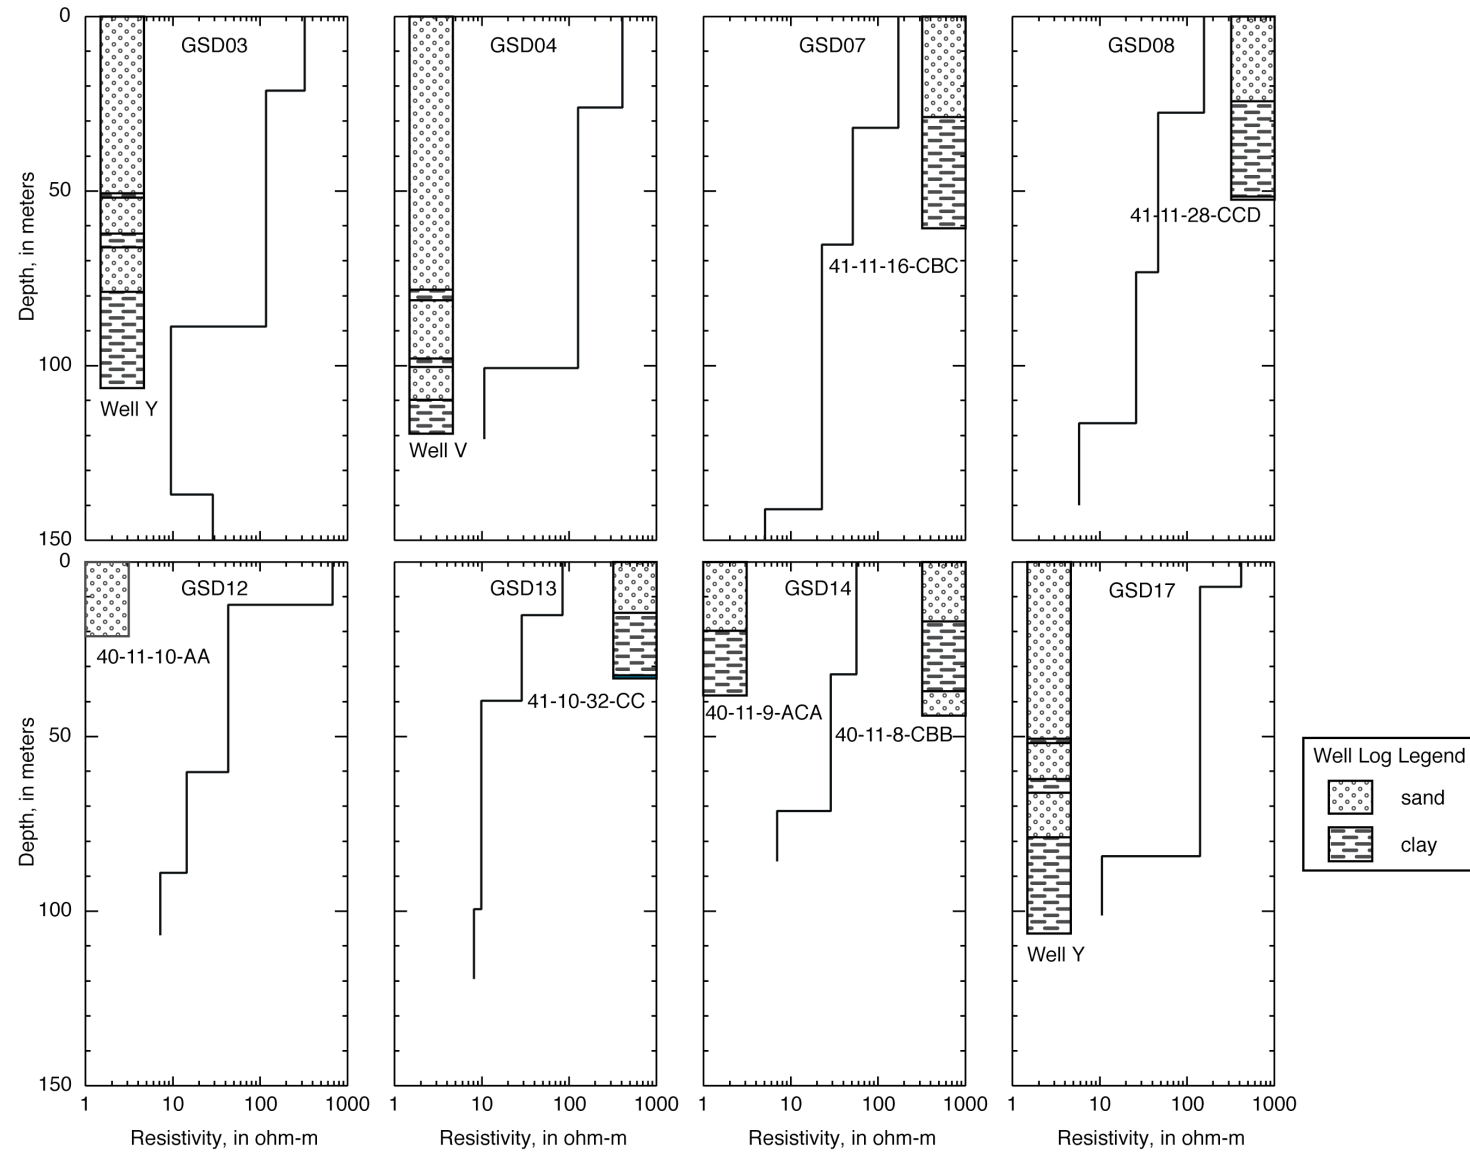 0
GSD03
GSD04
GSD07
GSD08
50
100
150
Depth, in meters
Well Y
Well V
41-11-16-CBC
41-11-28-CCD
0
GSD12
GSD13
GSD14
GSD17
50
100
150
Depth, in meters
40-11-10-AA
41-10-32-CC
40-11-9-ACA
40-11-8-CBB
Well Y
Well Log Legend
sand
clay
1 10 100 1000
1 10 100 1000
1 10 100 1000
1 10 100 1000
Resistivity, in ohm-m
Resistivity, in ohm-m
Resistivity, in ohm-m
Resistivity, in ohm-m